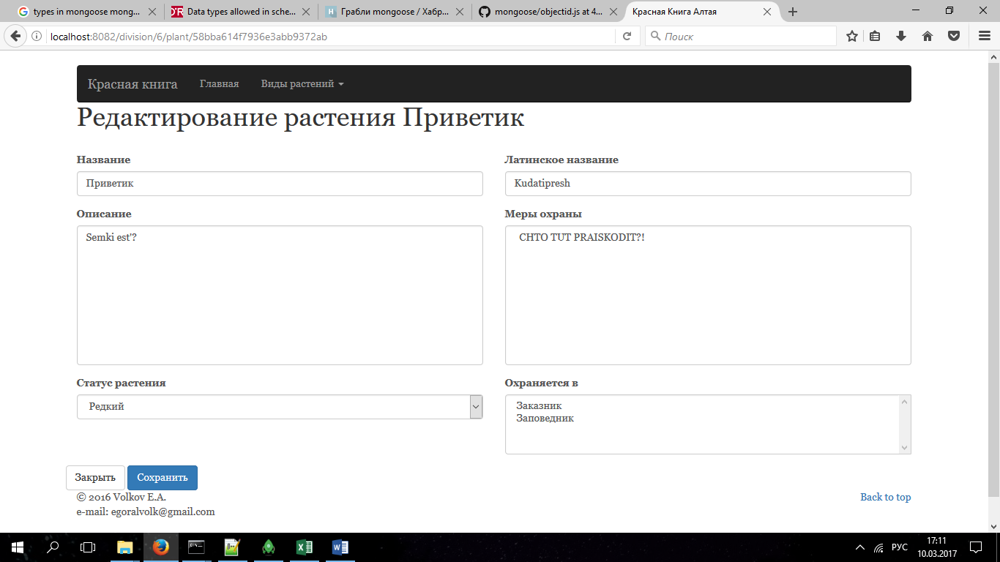 types in mongoose mong...
Data types allowed in sche...
Грабли mongoose / Хабр...
mongoose/objectid.js at 4...
Красная Книга Алтая
localhost:8082/division/6/plant/58bba614f7936e3abb9372ab
Поиск
Красная книга
Главная
Виды растений
Редактирование растения Приветик
Название
Латинское название
Приветик
Kudatipresh
Описание
Меры охраны
Semki est'?
CHTO TUT PRAISKODIT?!
Статус растения
Охраняется в
Редкий
Заказник
Заповедник
Закрыть
Сохранить
© 2016 Volkov E.A.
Back to top
e-mail: egoralvolk@gmail.com
РУС
17:11
10.03.2017